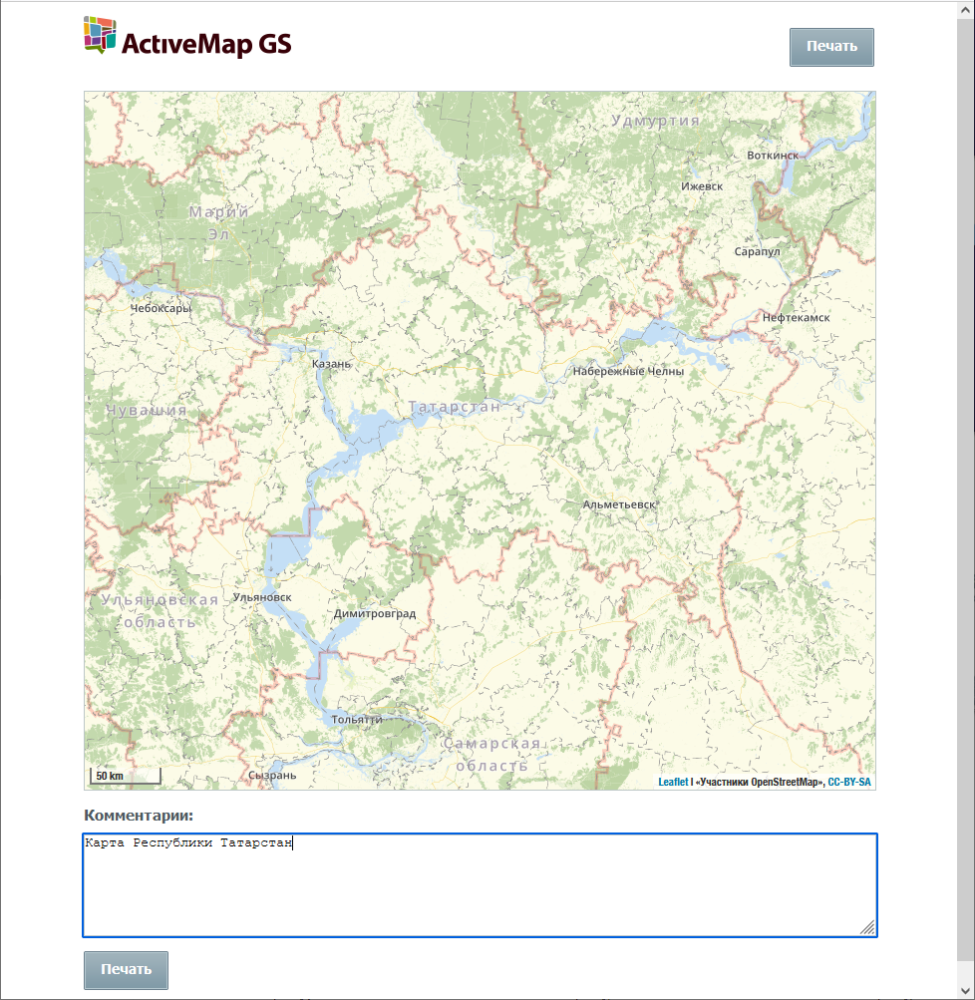 ActiveMap GS
Печать
Удмуртия
Воткинск
Ижевск
Марий
Эл
Сарапул
Чебоксары
Нефтекамск
Казань
Набережные Челны
Татарстан
Чувашия
Альметьевск
Ульяновск
Ульяновская
область
Димитровград
Тольятти
Самарская
область
Сызрань
50 km
Leaflet | «Участники OpenStreetMap», CC-BY-SA
Комментарии:
Карта Республики Татарстан
Печать